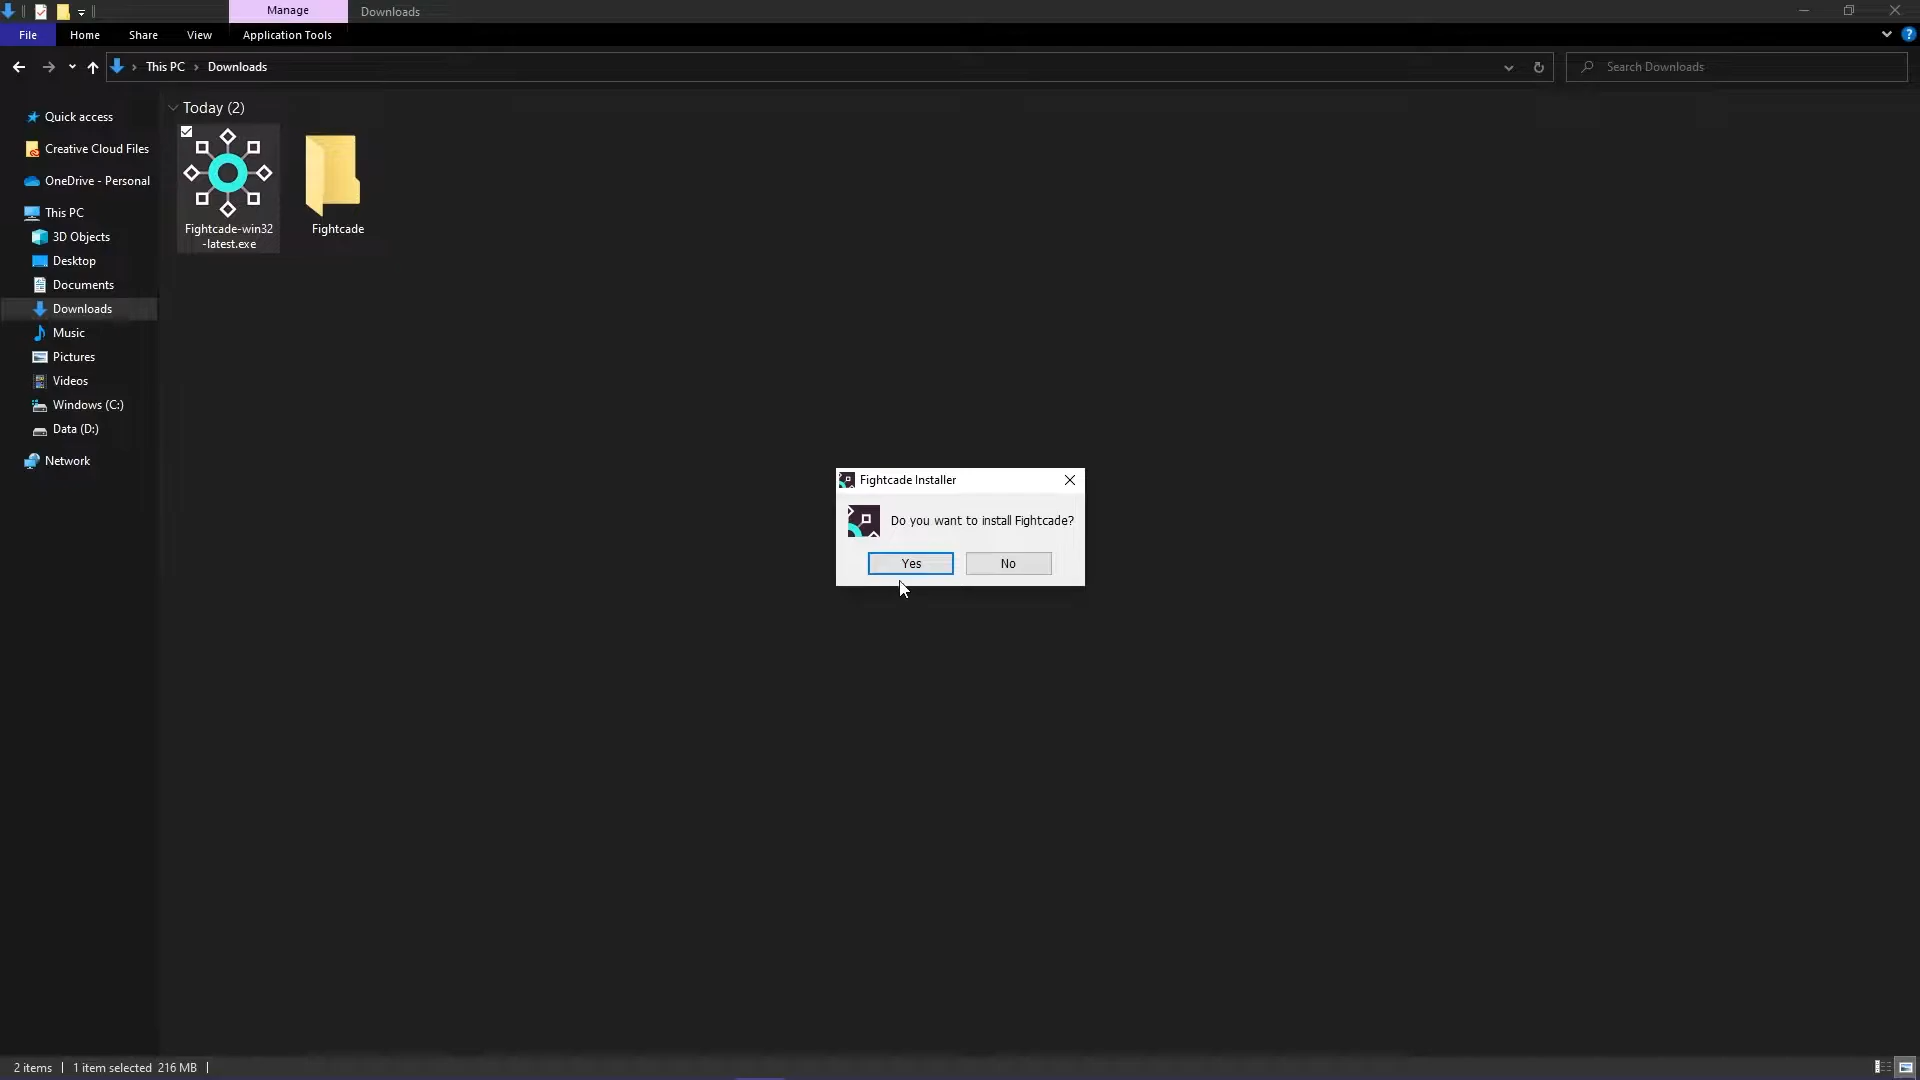 Manage
Downloads
File
Home
Share
View
Application Tools
This PC
Downloads
Search Downloads
Quick access
Creative Cloud Files
OneDrive - Personal
This PC
3D Objects
Desktop
Documents
Downloads
Music
Pictures
Videos
Windows (C:)
Data (D:)
Network
Today (2)
Fightcade-win32
-latest.exe
Fightcade
Fightcade Installer
Do you want to install Fightcade?
Yes
No
2 items
1 item selected 216 MB